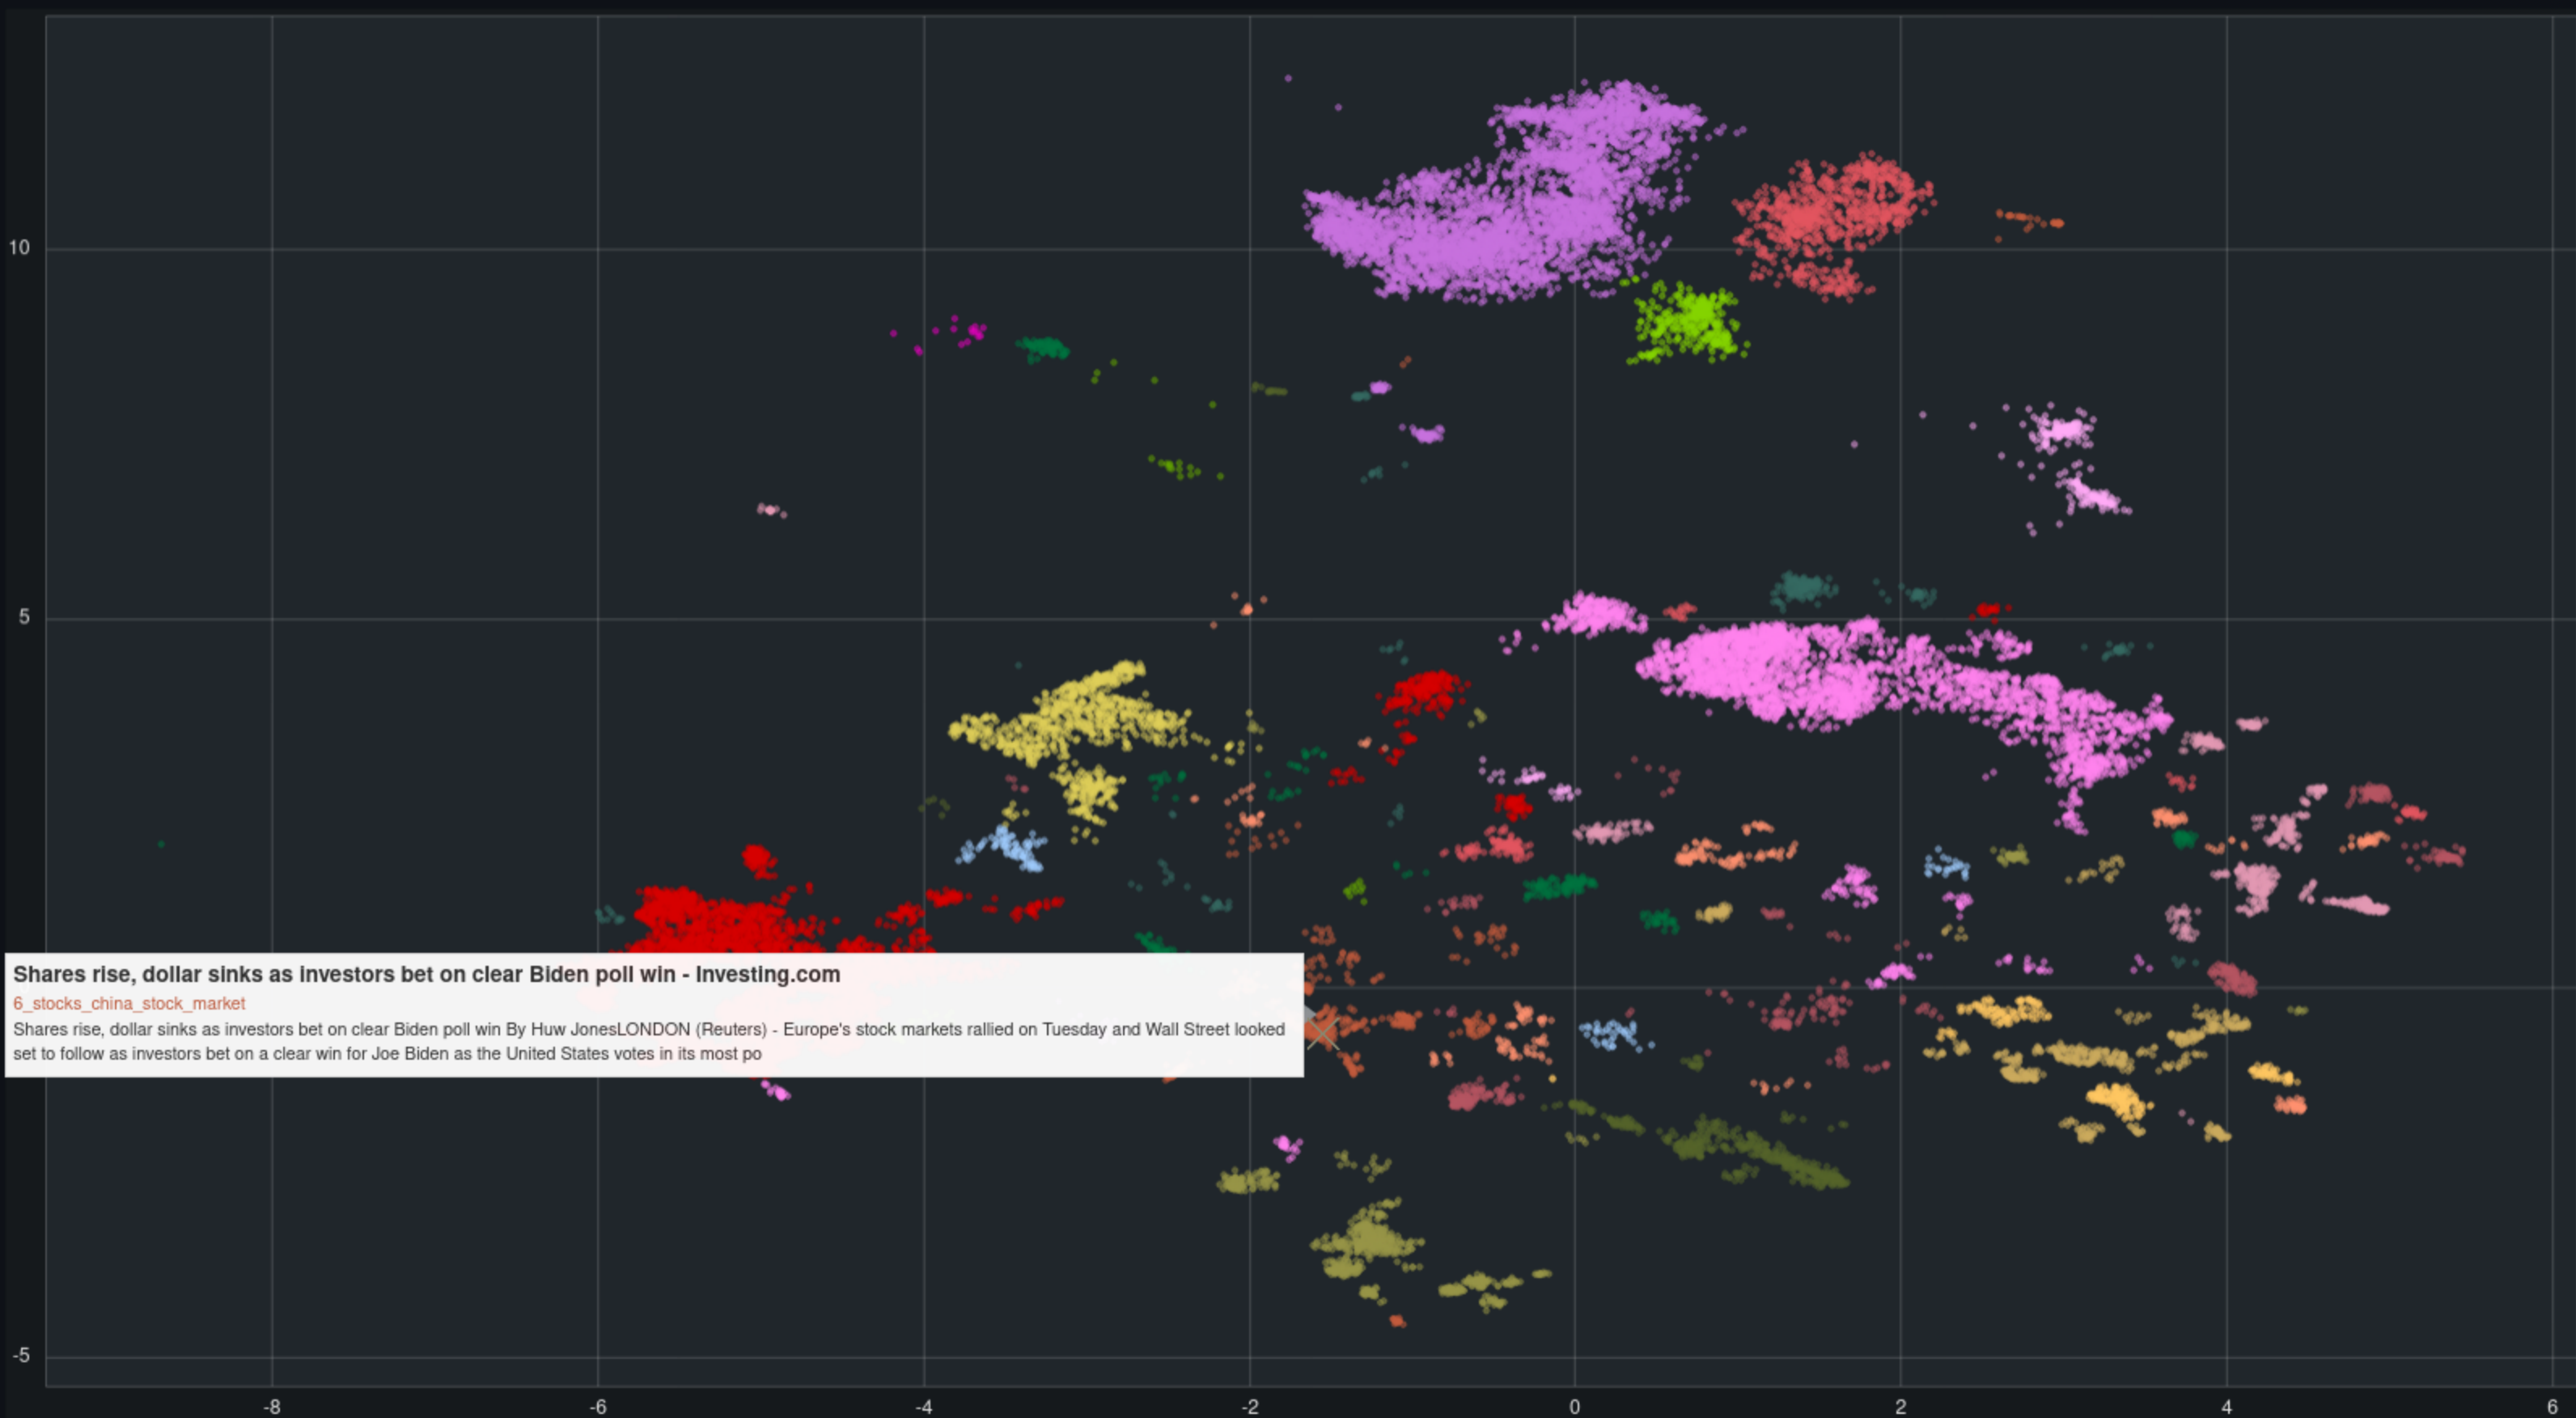 10
5
Shares rise, dollar sinks as investors bet on clear Biden poll win - Investing.com
6_stocks_china_stock_market
Shares rise, dollar sinks as investors bet on clear Biden poll win By Huw JonesLONDON (Reuters) - Europe's stock markets rallied on Tuesday and Wall Street looked
set to follow as investors bet on a clear win for Joe Biden as the United States votes in its most po
-5
-8 -6 -4 -2 0 2 4 6